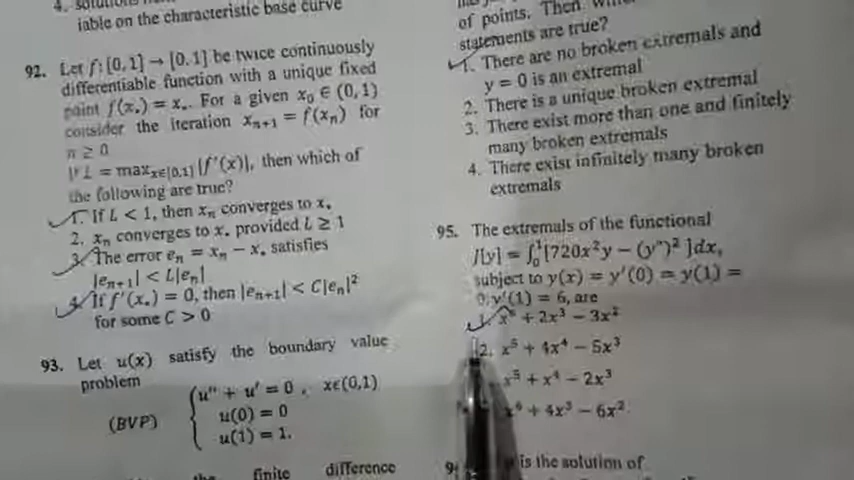 iable on the characteristic base curve
92. Let f: [0, 1] → [0, 1] be twice continuously
differentiable function with a unique fixed
point f(x*) = x*. For a given x₀ ∈ (0,1)
consider the iteration xₙ₊₁ = f(xₙ) for
n ≥ 0
If L = maxₓ∈[0,1] |f'(x)|, then which of
the following are true?
1. If L < 1, then xₙ converges to x*
2. xₙ converges to x* provided L ≥ 1
3. The error eₙ = xₙ − x* satisfies
|eₙ₊₁| < L|eₙ|
4. If f'(x*) = 0, then |eₙ₊₁| < C|eₙ|²
for some C > 0
93. Let u(x) satisfy the boundary value
problem
(BVP) { u'' + u' = 0 , x∈(0,1)
u(0) = 0
u(1) = 1.
the finite difference
of points. Then
statements are true?
1. There are no broken extremals and
y = 0 is an extremal
2. There is a unique broken extremal
3. There exist more than one and finitely
many broken extremals
4. There exist infinitely many broken
extremals
95. The extremals of the functional
J[y] = ∫₀¹[720x²y − (y'')² ]dx,
subject to y(x) = y'(0) = y(1) =
0, y'(1) = 6, are
1. x⁶ + 2x³ − 3x²
2. x⁵ + 4x⁴ − 5x³
x⁵ + x⁴ − 2x³
x⁶ + 4x³ − 6x²
is the solution of